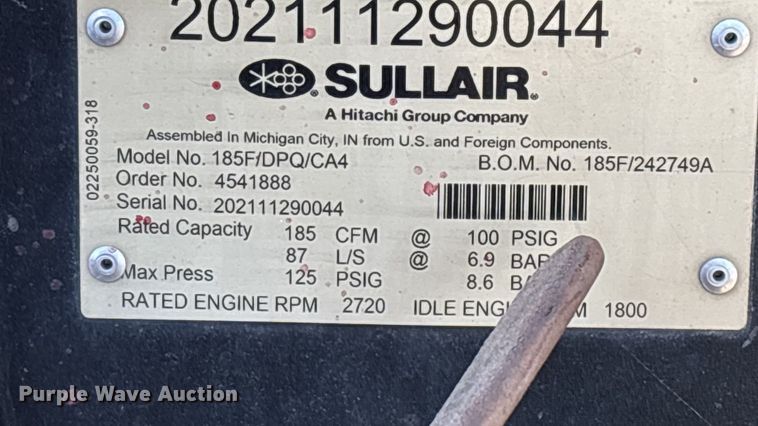 202111290044
SULLAIR®
A Hitachi Group Company
Assembled In Michigan City, IN from U.S. and Foreign Components.
Model No. 185F/DPQ/CA4 B.O.M. No. 185F/242749A
Order No. 4541888
Serial No. 202111290044
Rated Capacity 185 CFM @ 100 PSIG
87 L/S @ 6.9 BAR
Max Press 125 PSIG 8.6
RATED ENGINE RPM 2720 IDLE 1800
02250059-318
Purple Wave Auction